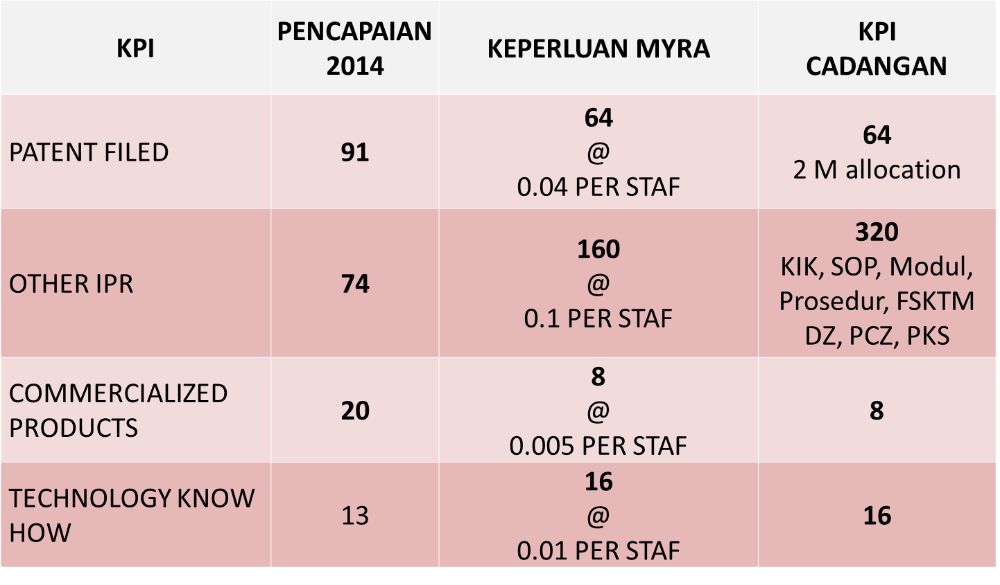 KPI
PENCAPAIAN
2014
KEPERLUAN MYRA
KPI
CADANGAN
PATENT FILED
91
64
@
0.04 PER STAF
64
2 M allocation
OTHER IPR
74
160
@
0.1 PER STAF
320
KIK, SOP, Modul,
Prosedur, FSKTM
DZ, PCZ, PKS
COMMERCIALIZED
PRODUCTS
20
8
@
0.005 PER STAF
8
TECHNOLOGY KNOW
HOW
13
16
@
0.01 PER STAF
16